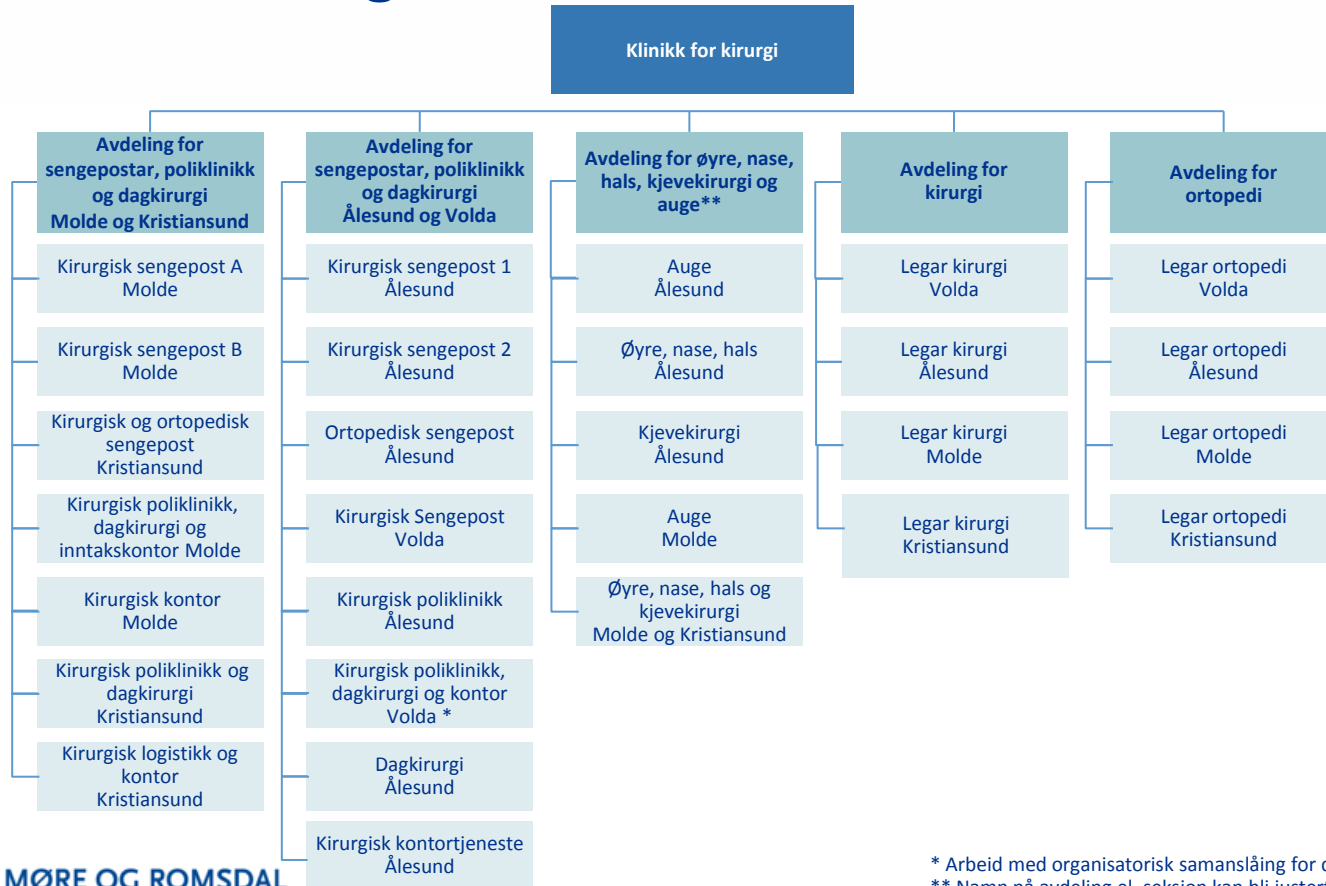 Klinikk for kirurgi
Avdeling for
sengepostar, poliklinikk
og dagkirurgi
Molde og Kristiansund
Kirurgisk sengepost A
Molde
Kirurgisk sengepost B
Molde
Kirurgisk og ortopedisk
sengepost
Kristiansund
Kirurgisk poliklinikk,
dagkirurgi og
inntakskontor Molde
Kirurgisk kontor
Molde
Kirurgisk poliklinikk og
dagkirurgi
Kristiansund
Kirurgisk logistikk og
kontor
Kristiansund
Avdeling for
sengepostar, poliklinikk
og dagkirurgi
Ålesund og Volda
Kirurgisk sengepost 1
Ålesund
Kirurgisk sengepost 2
Ålesund
Ortopedisk sengepost
Ålesund
Kirurgisk Sengepost
Volda
Kirurgisk poliklinikk
Ålesund
Kirurgisk poliklinikk,
dagkirurgi og kontor
Volda *
Dagkirurgi
Ålesund
Kirurgisk kontortjeneste
Ålesund
Avdeling for øyre, nase,
hals, kjevekirurgi og
auge**
Auge
Ålesund
Øyre, nase, hals
Ålesund
Kjevekirurgi
Ålesund
Auge
Molde
Øyre, nase, hals og
kjevekirurgi
Molde og Kristiansund
Avdeling for
kirurgi
Legar kirurgi
Volda
Legar kirurgi
Ålesund
Legar kirurgi
Molde
Legar kirurgi
Kristiansund
Avdeling for
ortopedi
Legar ortopedi
Volda
Legar ortopedi
Ålesund
Legar ortopedi
Molde
Legar ortopedi
Kristiansund
MØRE OG ROMSDAL
* Arbeid med organisatorisk samanslåing for
** Namn på avdeling el. seksjon kan bli